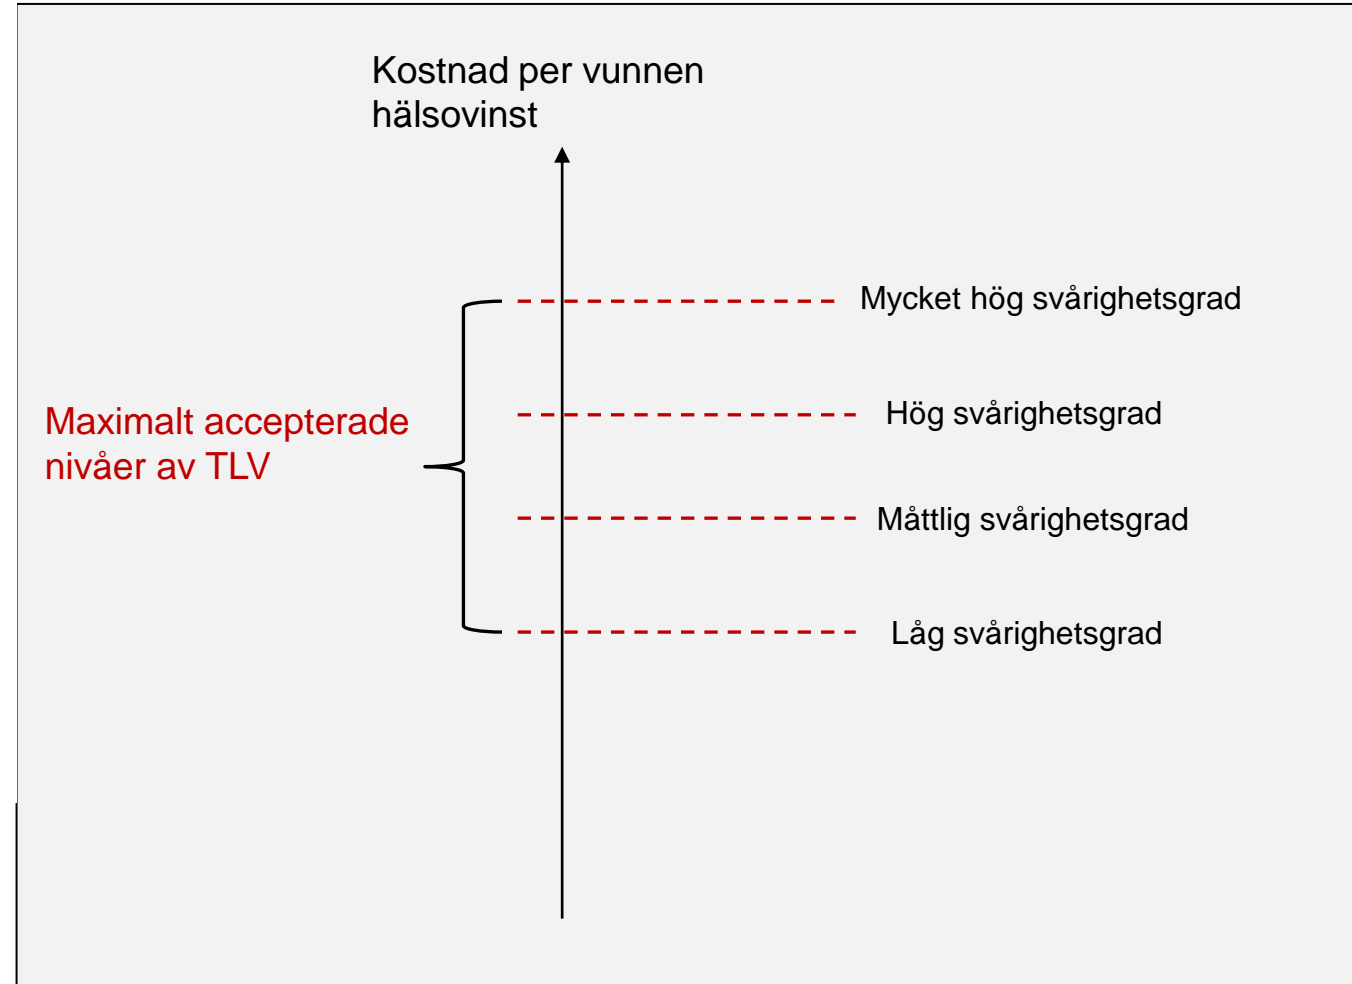 Kostnad per vunnen
hälsovinst
Mycket hög svårighetsgrad
Hög svårighetsgrad
Maximalt accepterade
nivåer av TLV
Måttlig svårighetsgrad
Låg svårighetsgrad